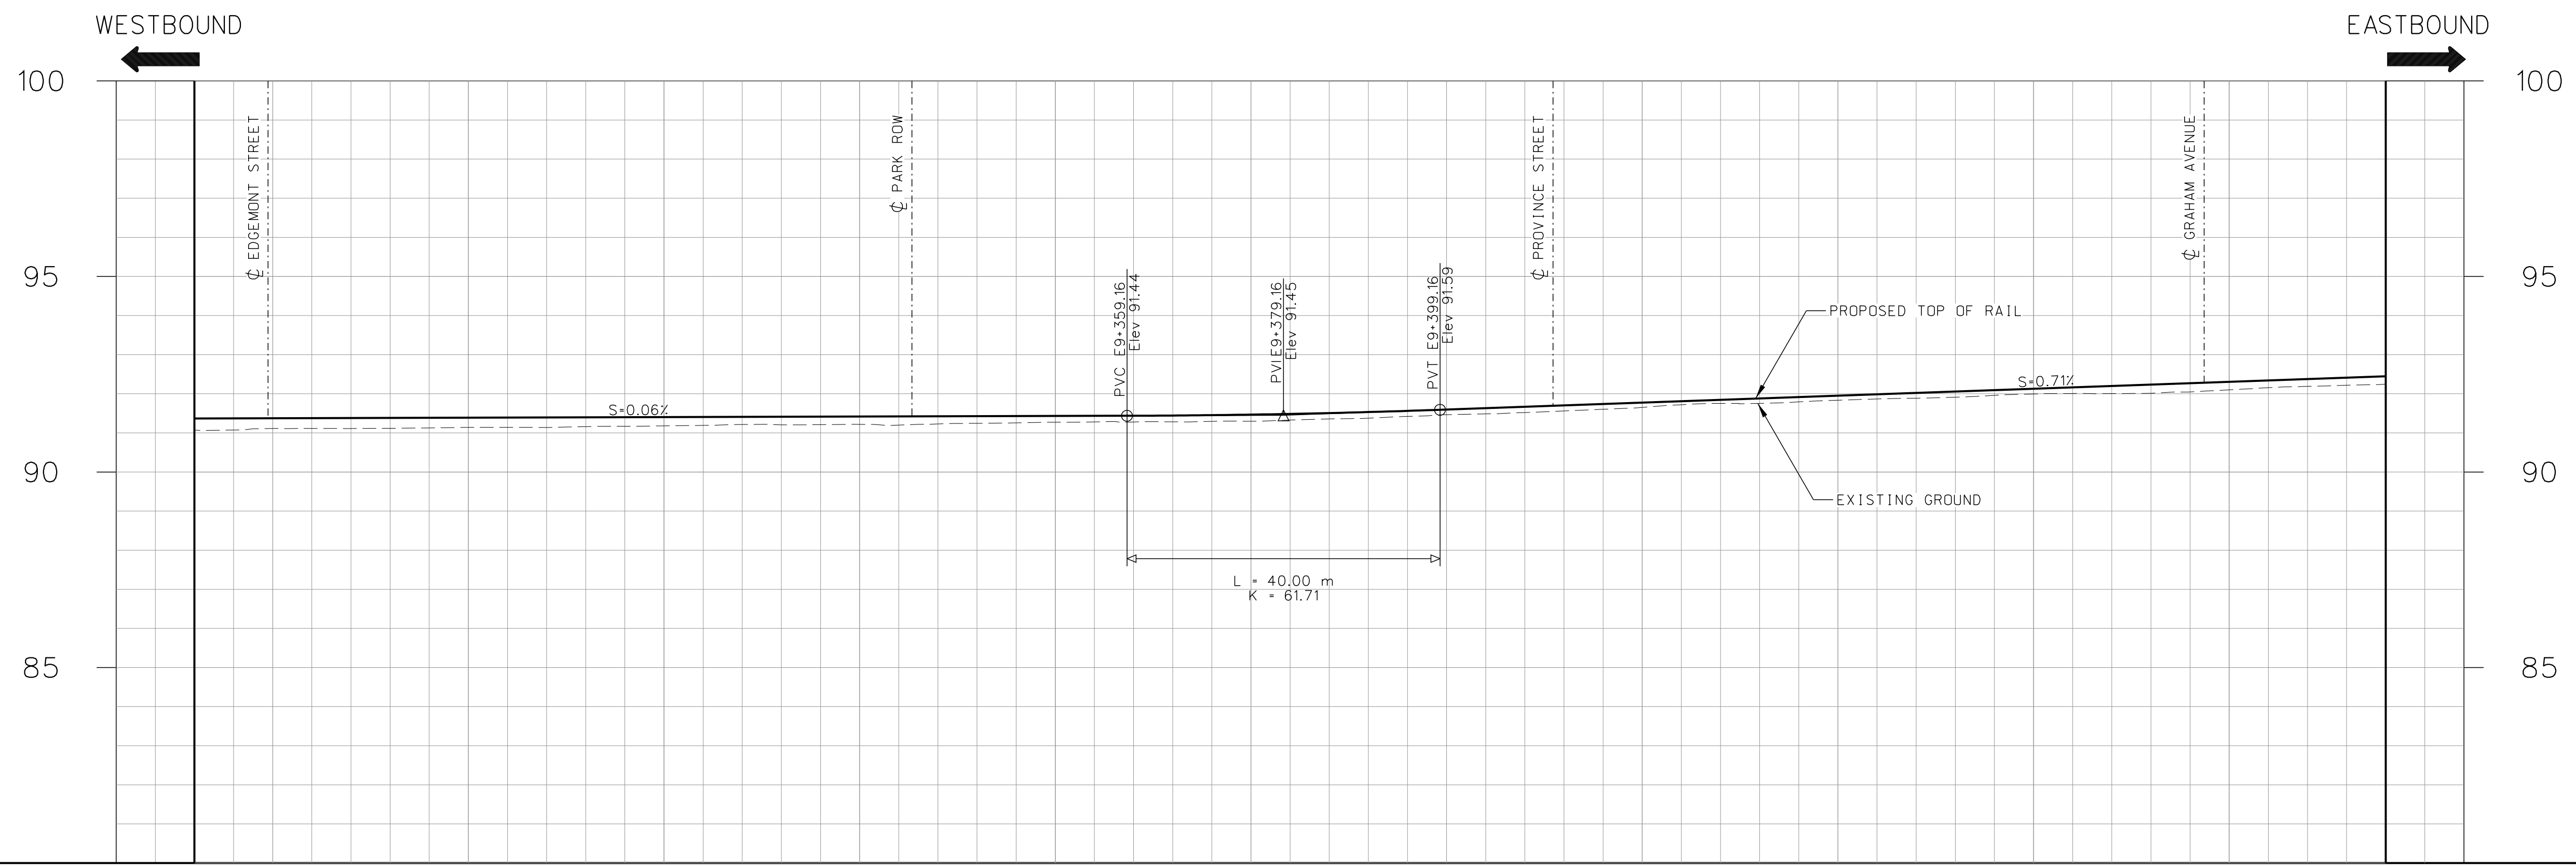 WESTBOUND
EASTBOUND
100
100
℄ EDGEMONT STREET
℄ PARK ROW
℄ PROVINCE STREET
℄ GRAHAM AVENUE
95
95
PVC E9+359.16
Elev 91.44
PVI E9+379.16
Elev 91.45
PVT E9+399.16
Elev 91.59
PROPOSED TOP OF RAIL
S=0.06%
S=0.71%
90
90
EXISTING GROUND
L = 40.00 m
K = 61.71
85
85